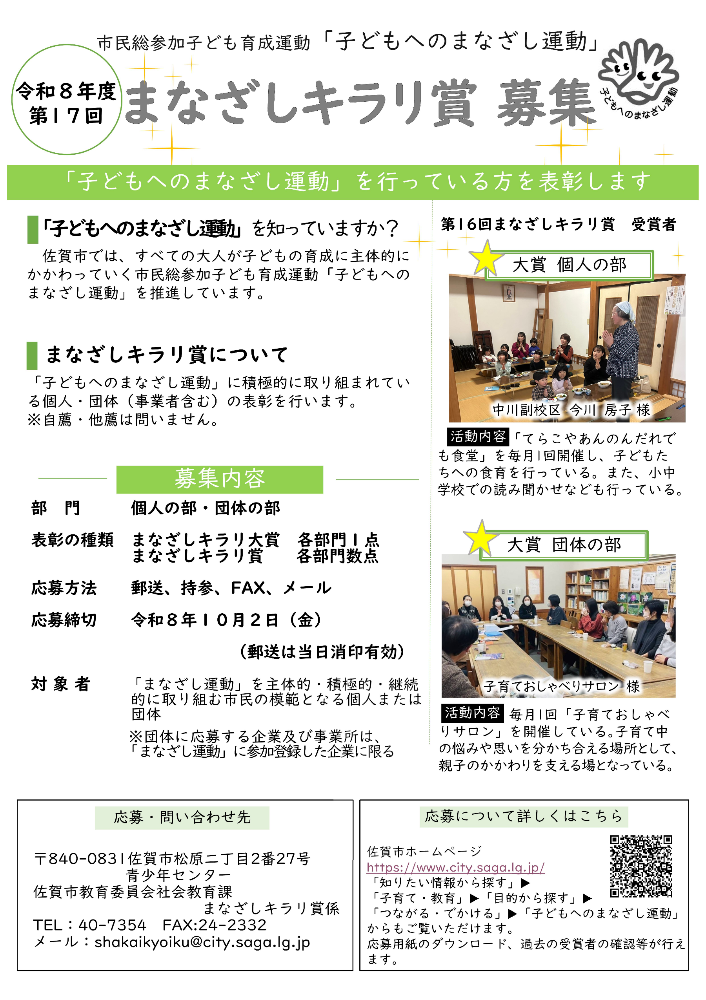 市民総参加子ども育成運動「子どもへのまなざし運動」
令和８年度
第１７回
まなざしキラリ賞 募集
子どもへのまなざし運動
「子どもへのまなざし運動」を行っている方を表彰します
「子どもへのまなざし運動」を知っていますか？
佐賀市では、すべての大人が子どもの育成に主体的に
かかわっていく市民総参加子ども育成運動「子どもへの
まなざし運動」を推進しています。
まなざしキラリ賞について
「子どもへのまなざし運動」に積極的に取り組まれてい
る個人・団体（事業者含む）の表彰を行います。
※自薦・他薦は問いません。
募集内容
部　門　個人の部・団体の部
表彰の種類　まなざしキラリ大賞　各部門１点
まなざしキラリ賞　各部門数点
応募方法　郵送、持参、FAX、メール
応募締切　令和８年１０月２日（金）
（郵送は当日消印有効）
対 象 者　「まなざし運動」を主体的・積極的・継続
的に取り組む市民の模範となる個人または
団体
※団体に応募する企業及び事業所は、
「まなざし運動」に参加登録した企業に限る
第16回まなざしキラリ賞　受賞者
大賞 個人の部
中川副校区 今川 房子 様
活動内容「てらこやあんのんだれで
も食堂」を毎月1回開催し、子どもた
ちへの食育を行っている。また、小中
学校での読み聞かせなども行っている。
大賞 団体の部
子育ておしゃべりサロン 様
活動内容 毎月1回「子育ておしゃべ
りサロン」を開催している。子育て中
の悩みや思いを分かち合える場所として、
親子のかかわりを支える場となっている。
応募・問い合わせ先
〒840-0831佐賀市松原二丁目2番27号
青少年センター
佐賀市教育委員会社会教育課
まなざしキラリ賞係
TEL：40-7354　FAX:24-2332
メール：shakaikyoiku@city.saga.lg.jp
応募について詳しくはこちら
佐賀市ホームページ
https://www.city.saga.lg.jp/
「知りたい情報から探す」▶
「子育て・教育」▶「目的から探す」▶
「つながる・でかける」▶「子どもへのまなざし運動」
からもご覧いただけます。
応募用紙のダウンロード、過去の受賞者の確認等が行え
ます。